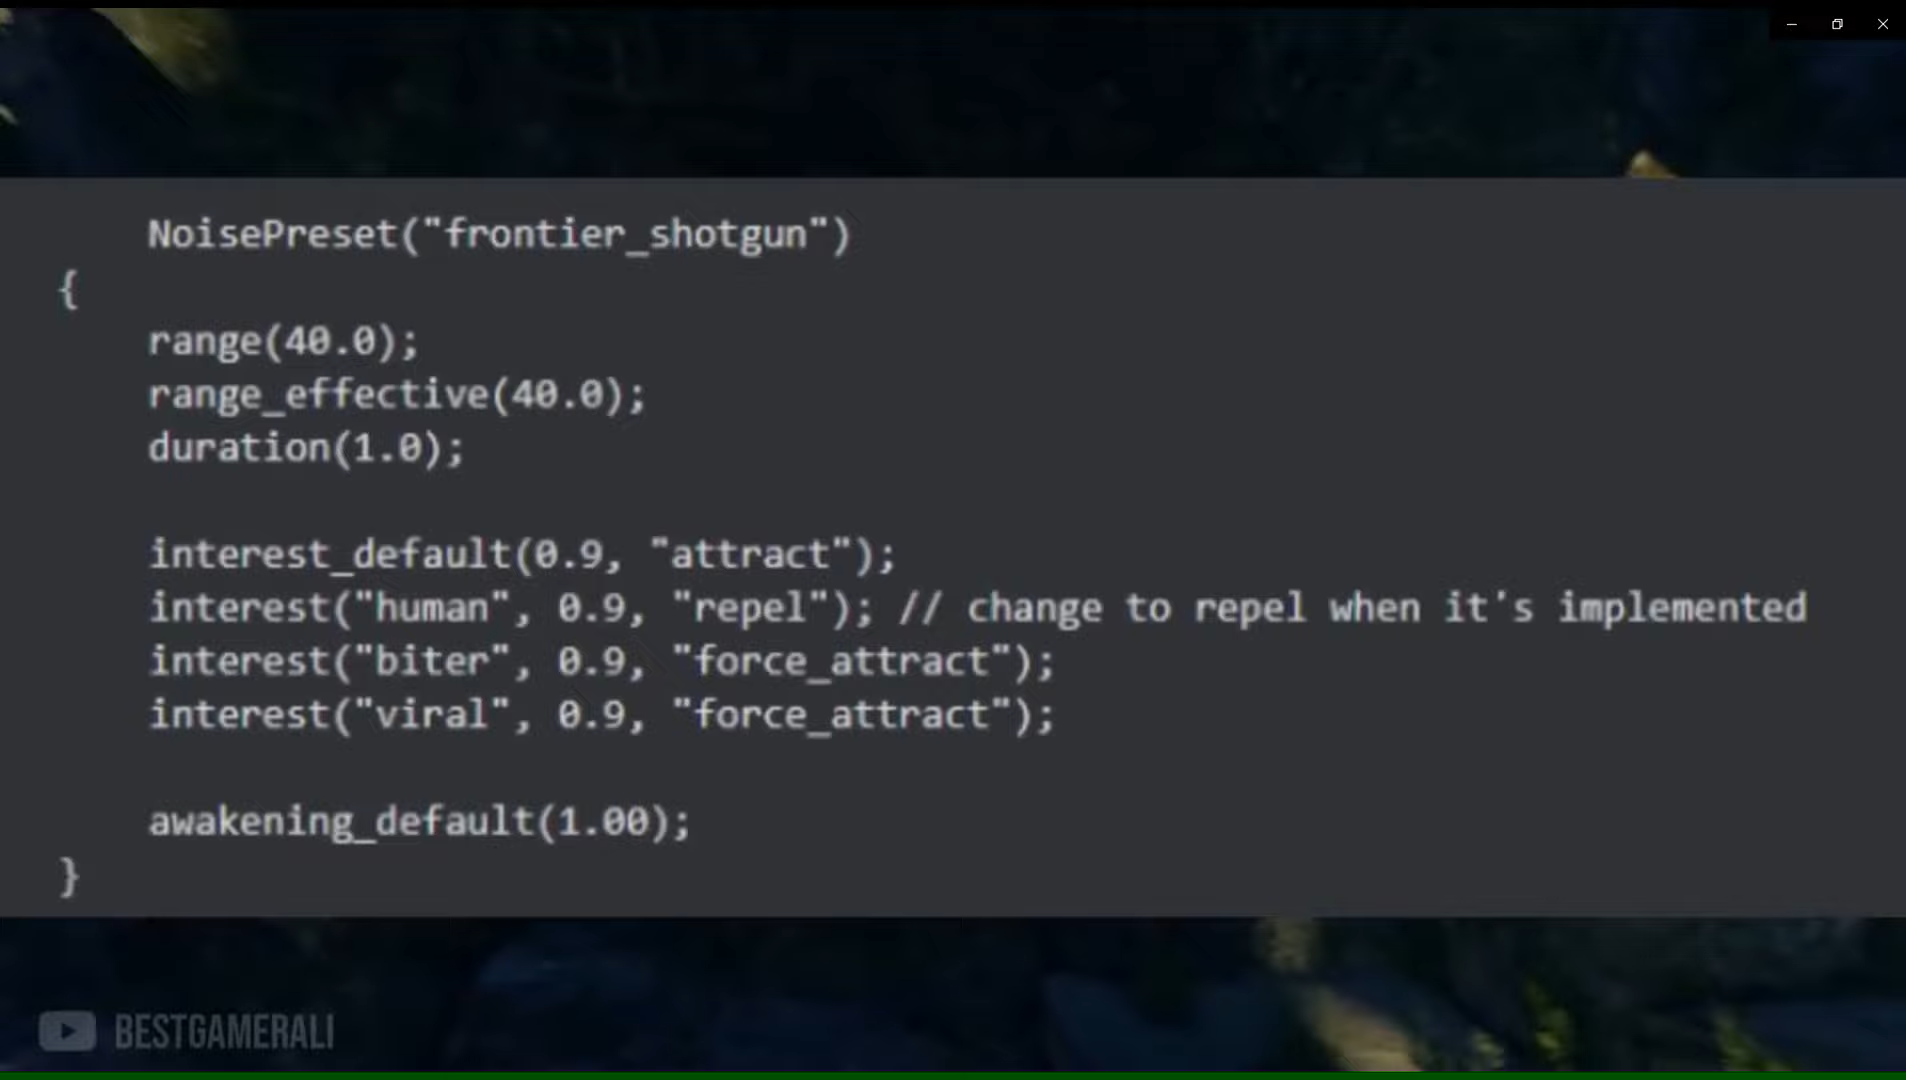 NoisePreset("frontier_shotgun")
{
range(40.0);
range_effective(40.0);
duration(1.0);
interest_default(0.9, "attract");
interest("human", 0.9, "repel"); // change to repel when it's implemented
interest("biter", 0.9, "force_attract");
interest("viral", 0.9, "force_attract");
awakening_default(1.00);
}
BESTGAMERALI